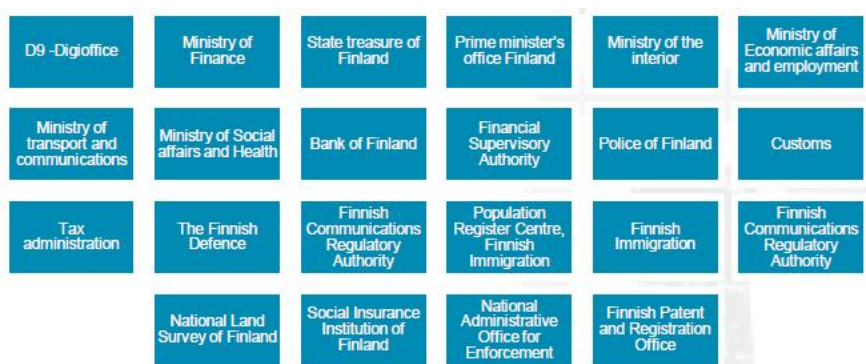 D9 -Digioffice
Ministry of
Finance
State treasure of
Finland
Prime minister's
office Finland
Ministry of the
interior
Ministry of
Economic affairs
and employment
Ministry of
transport and
communications
Ministry of Social
affairs and Health
Bank of Finland
Financial
Supervisory
Authority
Police of Finland
Customs
Tax
administration
The Finnish
Defence
Finnish
Communications
Regulatory
Authority
Population
Register Centre,
Finnish
Immigration
Finnish
Immigration
Finnish
Communications
Regulatory
Authority
National Land
Survey of Finland
Social Insurance
Institution of
Finland
National
Administrative
Office for
Enforcement
Finnish Patent
and Registration
Office